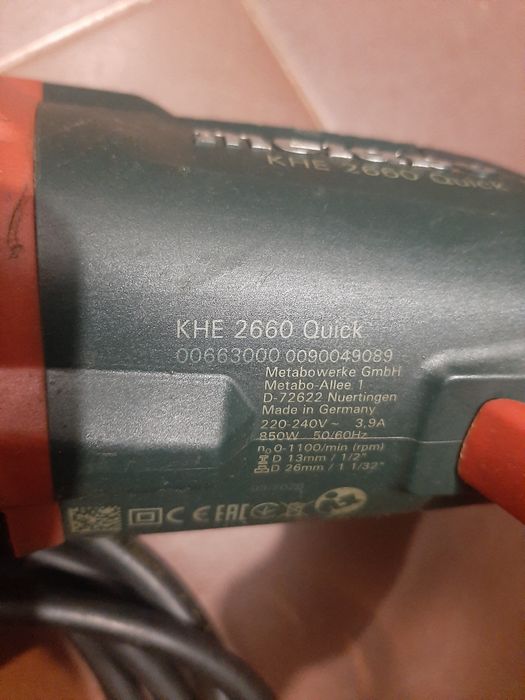 metabo
KHE 2660 Quick
KHE 2660 Quick
00663000 0090049089
Metabowerke GmbH
Metabo-Allee 1
D-72622 Nuertingen
Made in Germany
220-240V ~ 3,9A
850W 50/60Hz
n₀ 0-1100/min (rpm)
D 13mm / 1/2"
D 26mm / 1 1/32"
CE EAC